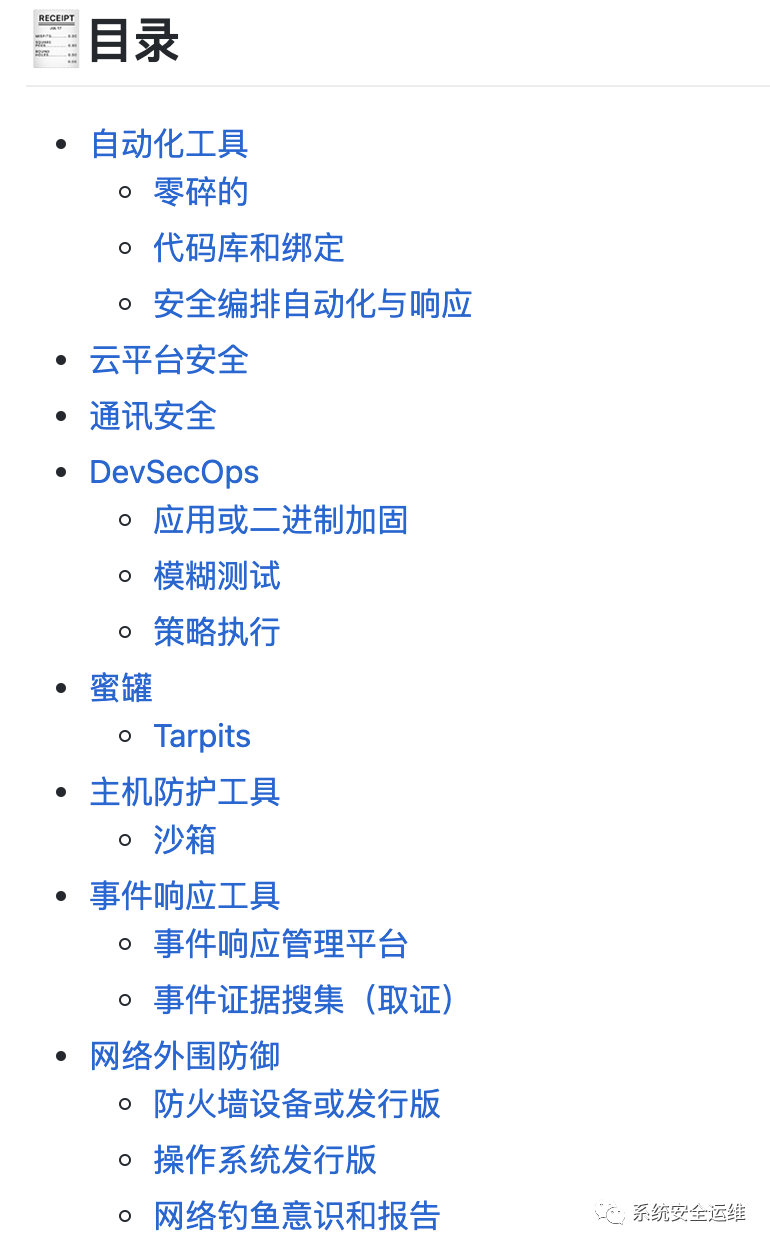 RECEIPT
目录
自动化工具
零碎的
代码库和绑定
安全编排自动化与响应
云平台安全
通讯安全
DevSecOps
应用或二进制加固
模糊测试
策略执行
蜜罐
Tarpits
主机防护工具
沙箱
事件响应工具
事件响应管理平台
事件证据搜集（取证）
网络外围防御
防火墙设备或发行版
操作系统发行版
网络钓鱼意识和报告
系统安全运维